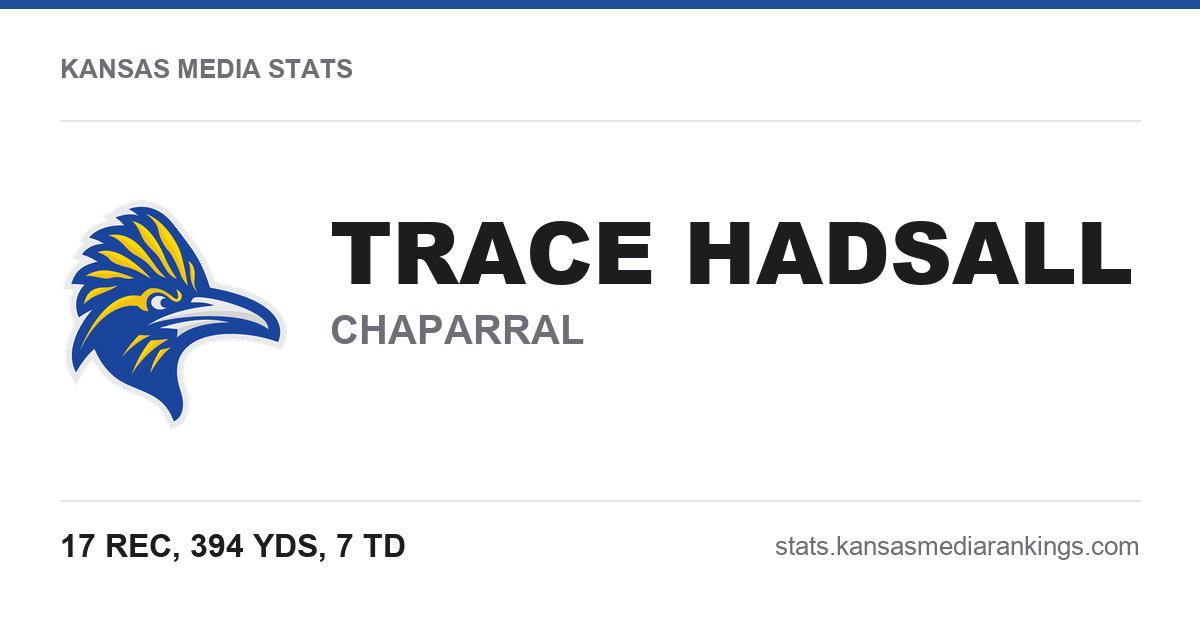 KANSAS MEDIA STATS
TRACE HADSALL
CHAPARRAL
17 REC, 394 YDS, 7 TD
stats.kansasmediarankings.com